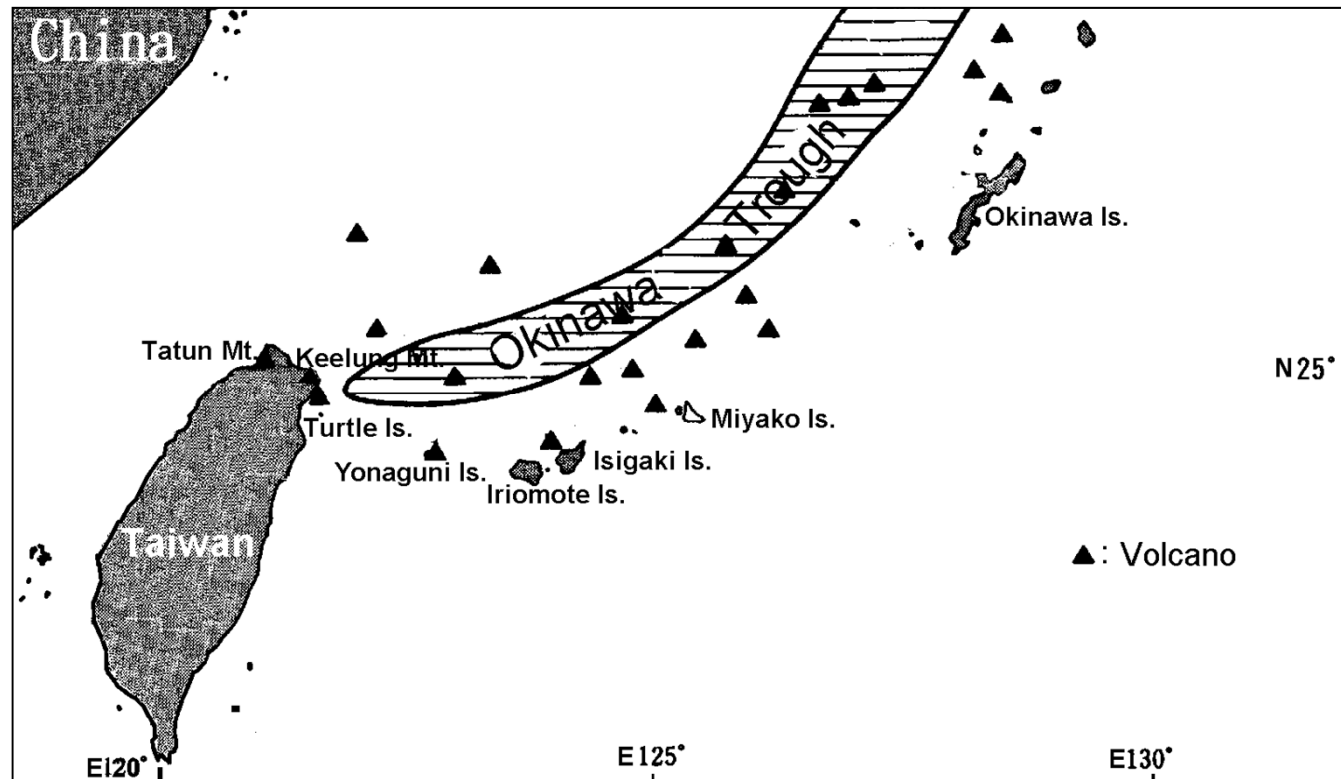 China
Okinawa Trough
Okinawa Is.
Tatun Mt.
Keelung Mt.
N25°
Turtle Is.
Miyako Is.
Yonaguni Is.
Isigaki Is.
Iriomote Is.
Taiwan
▲: Volcano
E120°
E125°
E130°